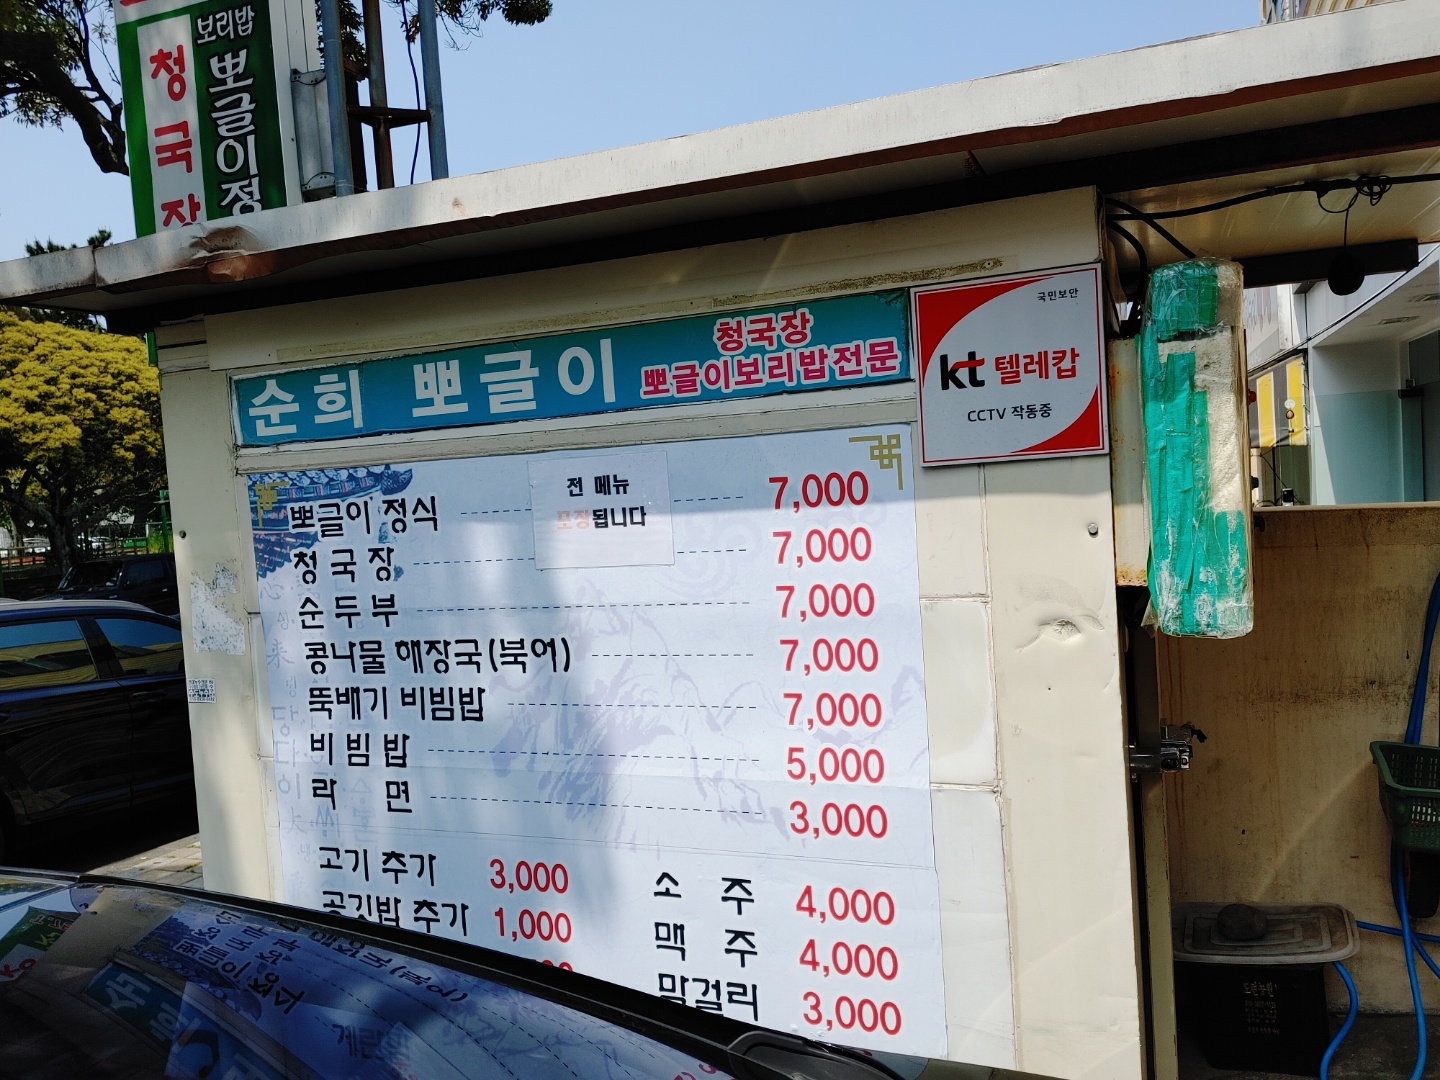 보리밥
청국장
뽀글이정
순희 뽀글이
청국장
뽀글이보리밥전문
국민보안
kt 텔레캅
CCTV 작동중
전 메뉴
포장됩니다
뽀글이 정식 7,000
청국장 7,000
순두부 7,000
콩나물 해장국(북어) 7,000
뚝배기 비빔밥 7,000
비빔밥 5,000
라면 3,000
고기 추가 3,000
공깃밥 추가 1,000
소주 4,000
맥주 4,000
막걸리 3,000